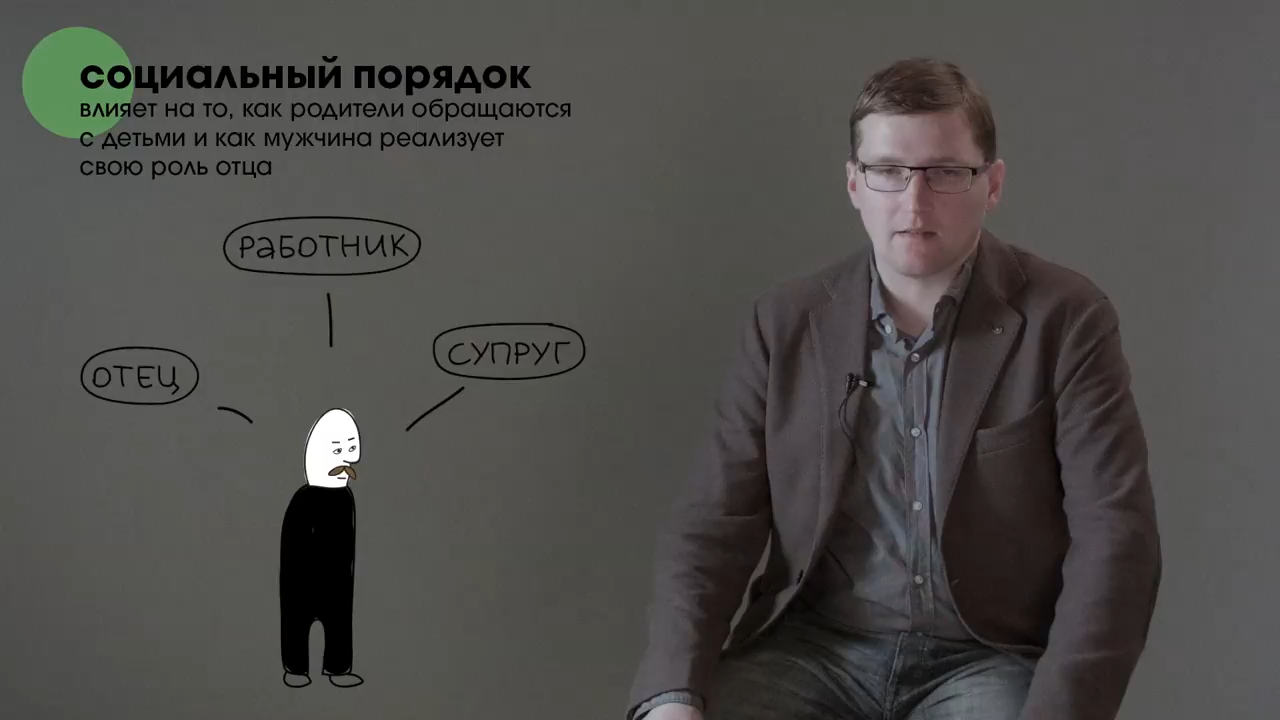 социальный порядок
влияет на то, как родители обращаются
с детьми и как мужчина реализует
свою роль отца
РаБОТНИК
СУПРУГ
ОТЕЦ